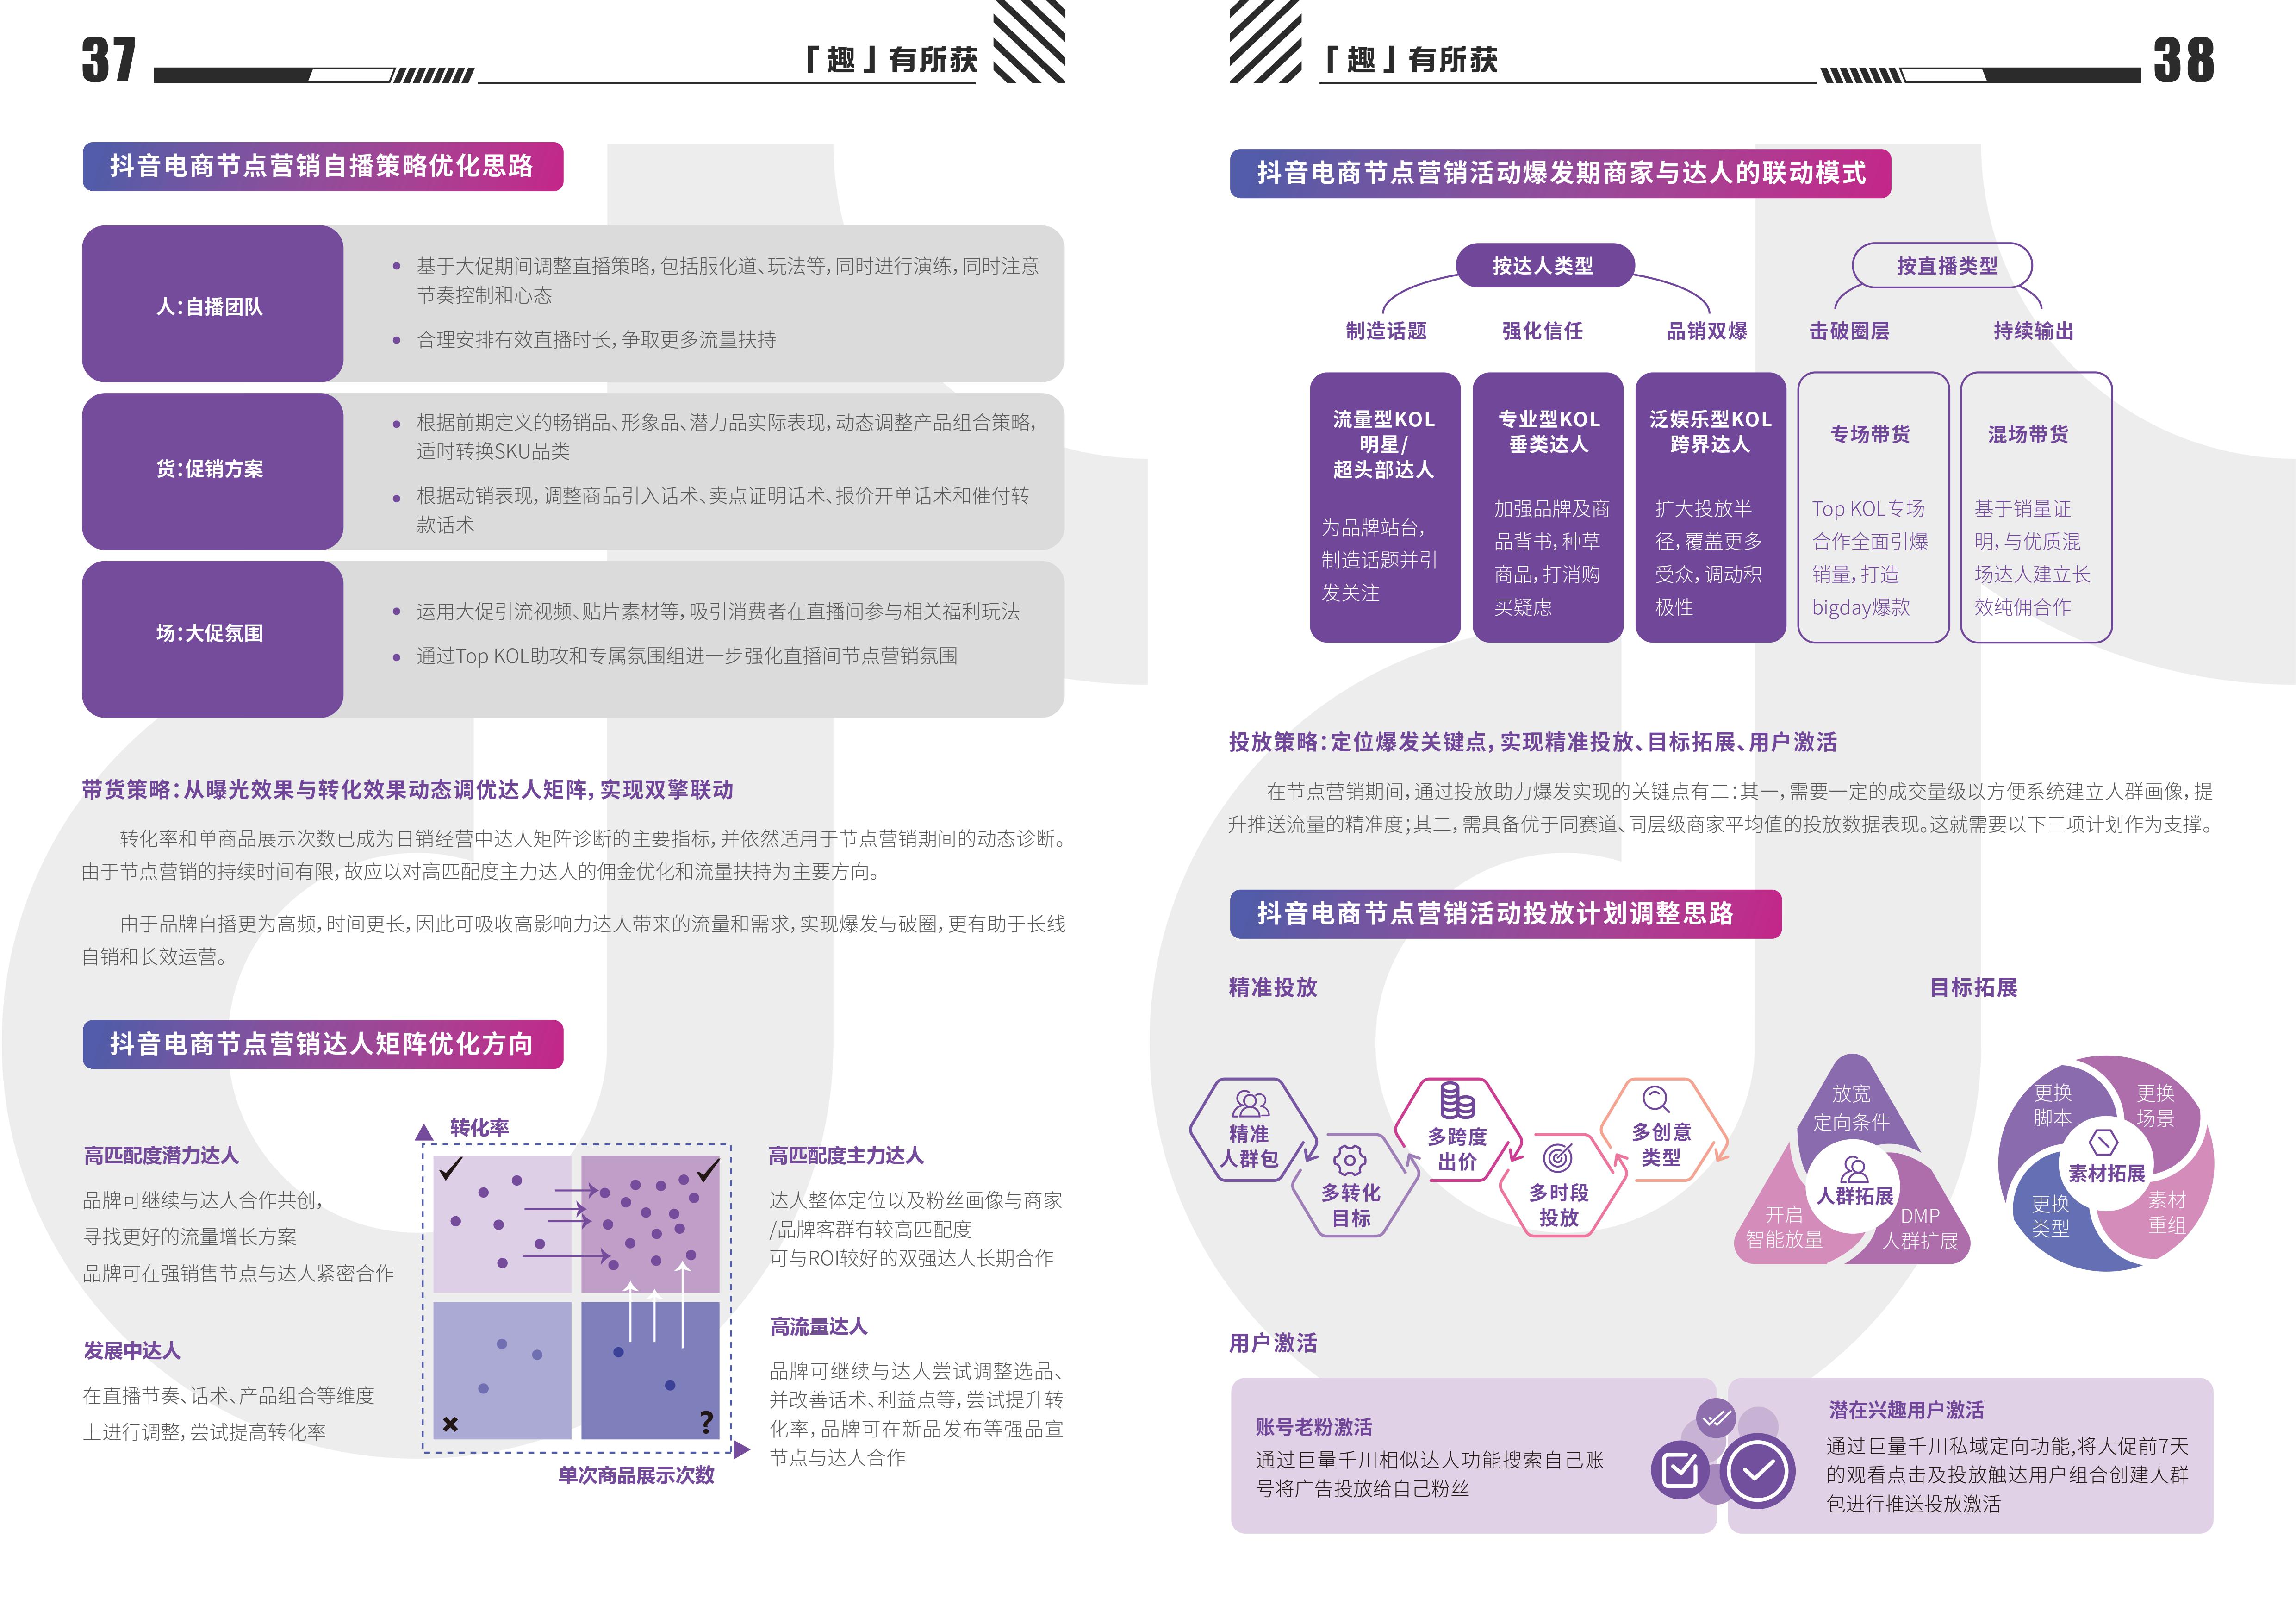 37
「趣」有所获
抖音电商节点营销自播策略优化思路
人：自播团队
基于大促期间调整直播策略，包括服化道、玩法等，同时进行演练，同时注意
节奏控制和心态
合理安排有效直播时长，争取更多流量扶持
货：促销方案
根据前期定义的畅销品、形象品、潜力品实际表现，动态调整产品组合策略，
适时转换SKU品类
根据动销表现，调整商品引入话术、卖点证明话术、报价开单话术和催付转
款话术
场：大促氛围
运用大促引流视频、贴片素材等，吸引消费者在直播间参与相关福利玩法
通过Top KOL助攻和专属氛围组进一步强化直播间节点营销氛围
带货策略：从曝光效果与转化效果动态调优达人矩阵，实现双擎联动
转化率和单商品展示次数已成为日销经营中达人矩阵诊断的主要指标，并依然适用于节点营销期间的动态诊断。
由于节点营销的持续时间有限，故应以对高匹配度主力达人的佣金优化和流量扶持为主要方向。
由于品牌自播更为高频，时间更长，因此可吸收高影响力达人带来的流量和需求，实现爆发与破圈，更有助于长线
自销和长效运营。
抖音电商节点营销达人矩阵优化方向
转化率
高匹配度潜力达人
品牌可继续与达人合作共创，
寻找更好的流量增长方案
品牌可在强销售节点与达人紧密合作
发展中达人
在直播节奏、话术、产品组合等维度
上进行调整，尝试提高转化率
?
单次商品展示次数
高匹配度主力达人
达人整体定位以及粉丝画像与商家
/品牌客群有较高匹配度
可与ROI较好的双强达人长期合作
高流量达人
品牌可继续与达人尝试调整选品、
并改善话术、利益点等，尝试提升转
化率，品牌可在新品发布等强品宣
节点与达人合作
「趣」有所获
38
抖音电商节点营销活动爆发期商家与达人的联动模式
按达人类型
按直播类型
制造话题
强化信任
品销双爆
击破圈层
持续输出
流量型KOL
明星/
超头部达人
为品牌站台，
制造话题并引
发关注
专业型KOL
垂类达人
加强品牌及商
品背书，种草
商品，打消购
买疑虑
泛娱乐型KOL
跨界达人
扩大投放半
径，覆盖更多
受众，调动积
极性
专场带货
Top KOL专场
合作全面引爆
销量，打造
bigday爆款
混场带货
基于销量证
明，与优质混
场达人建立长
效纯佣合作
投放策略：定位爆发关键点，实现精准投放、目标拓展、用户激活
在节点营销期间，通过投放助力爆发实现的关键点有二：其一，需要一定的成交量级以方便系统建立人群画像，提
升推送流量的精准度；其二，需具备优于同赛道、同层级商家平均值的投放数据表现。这就需要以下三项计划作为支撑。
抖音电商节点营销活动投放计划调整思路
精准投放
目标拓展
精准
人群包
多转化
目标
多跨度
出价
多时段
投放
多创意
类型
放宽
定向条件
人群拓展
开启
智能放量
DMP
人群扩展
更换
脚本
更换
场景
素材拓展
更换
类型
素材
重组
用户激活
账号老粉激活
通过巨量千川相似达人功能搜索自己账
号将广告投放给自己粉丝
潜在兴趣用户激活
通过巨量千川私域定向功能,将大促前7天
的观看点击及投放触达用户组合创建人群
包进行推送投放激活